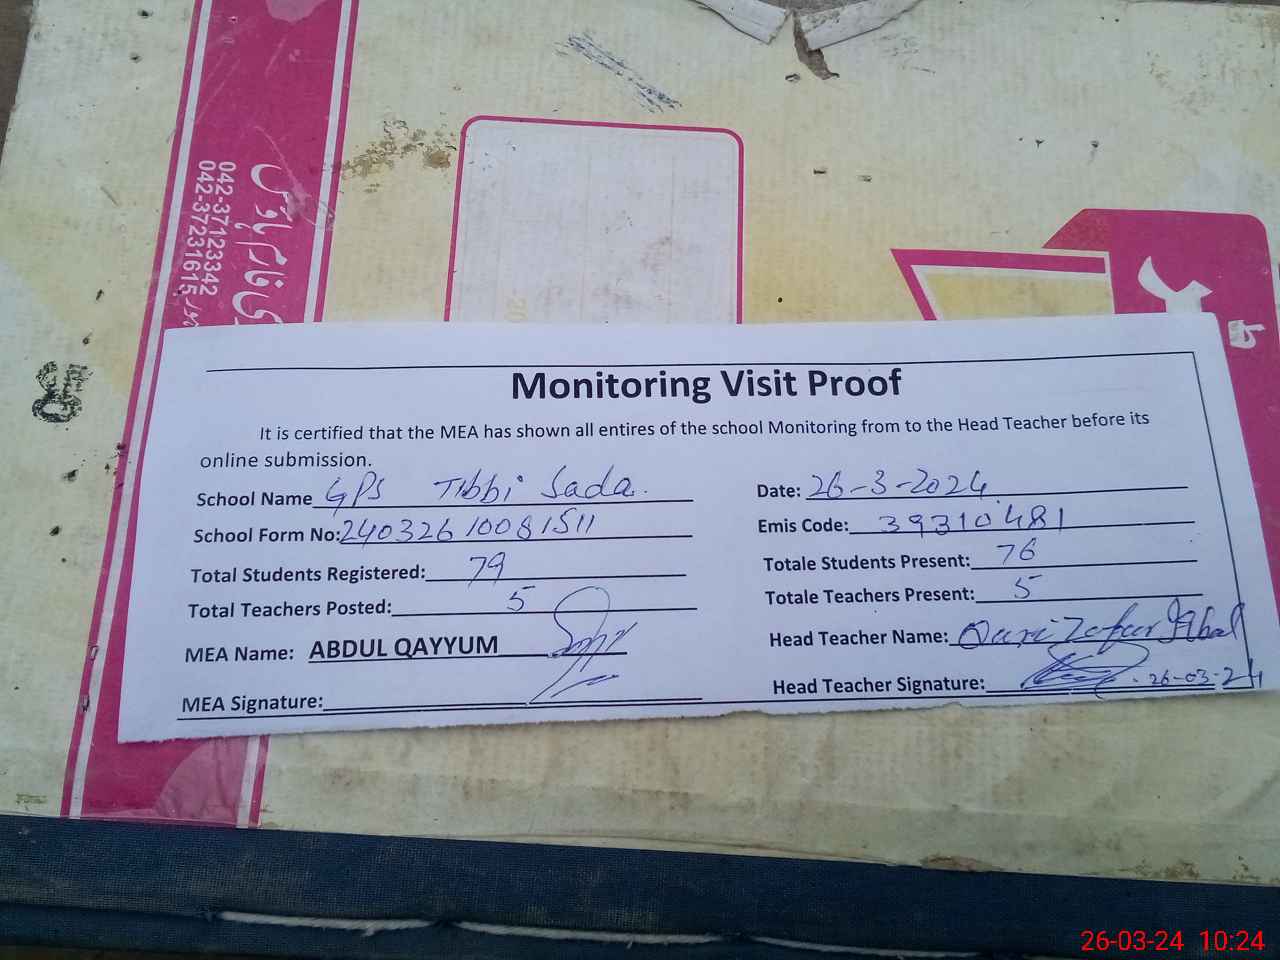 042-37123342
042-37231615
Monitoring Visit Proof
It is certified that the MEA has shown all entires of the school Monitoring from to the Head Teacher before its
online submission.
School Name GPS Tibbi Sada. Date: 26-3-2024
School Form No: 24032610081511 Emis Code: 39310481
Total Students Registered: 79 Totale Students Present: 76
Total Teachers Posted: 5 Totale Teachers Present: 5
MEA Name: ABDUL QAYYUM Head Teacher Name: Qari Zafar Iqbal
MEA Signature: Head Teacher Signature: 26-03-24
26-03-24 10:24